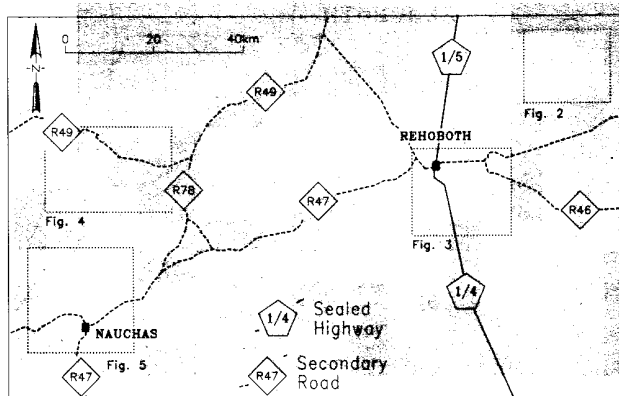 -N-
0 20 40km
1/5
R49
Fig. 2
REHOBOTH
R49
R78
R47
R46
Fig. 4
Fig. 3
1/4
NAUCHAS
Fig. 5
R47
1/4 Sealed
Highway
R47 Secondary
Road